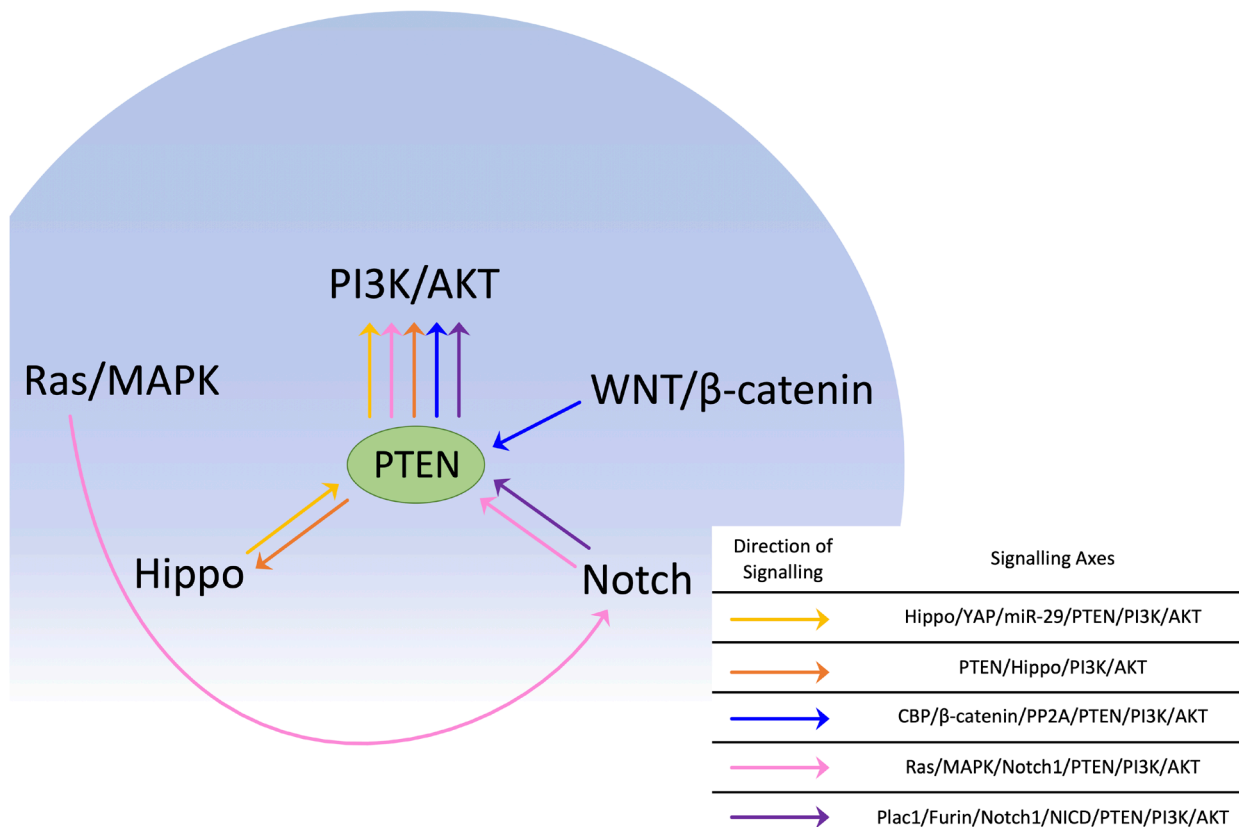 PI3K/AKT
Ras/MAPK
WNT/β-catenin
PTEN
Hippo
Notch
Direction of
Signalling
Signalling Axes
Hippo/YAP/miR-29/PTEN/PI3K/AKT
PTEN/Hippo/PI3K/AKT
CBP/β-catenin/PP2A/PTEN/PI3K/AKT
Ras/MAPK/Notch1/PTEN/PI3K/AKT
Plac1/Furin/Notch1/NICD/PTEN/PI3K/AKT